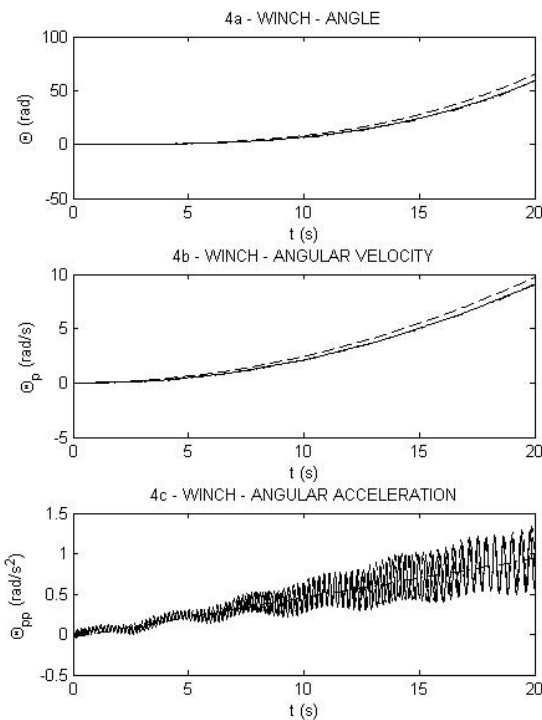 4a - WINCH - ANGLE
100
50
0
-50
Θ (rad)
0 5 10 15 20
t (s)
4b - WINCH - ANGULAR VELOCITY
10
5
0
-5
Θp (rad/s)
0 5 10 15 20
t (s)
4c - WINCH - ANGULAR ACCELERATION
1.5
1
0.5
0
-0.5
Θpp (rad/s²)
0 5 10 15 20
t (s)